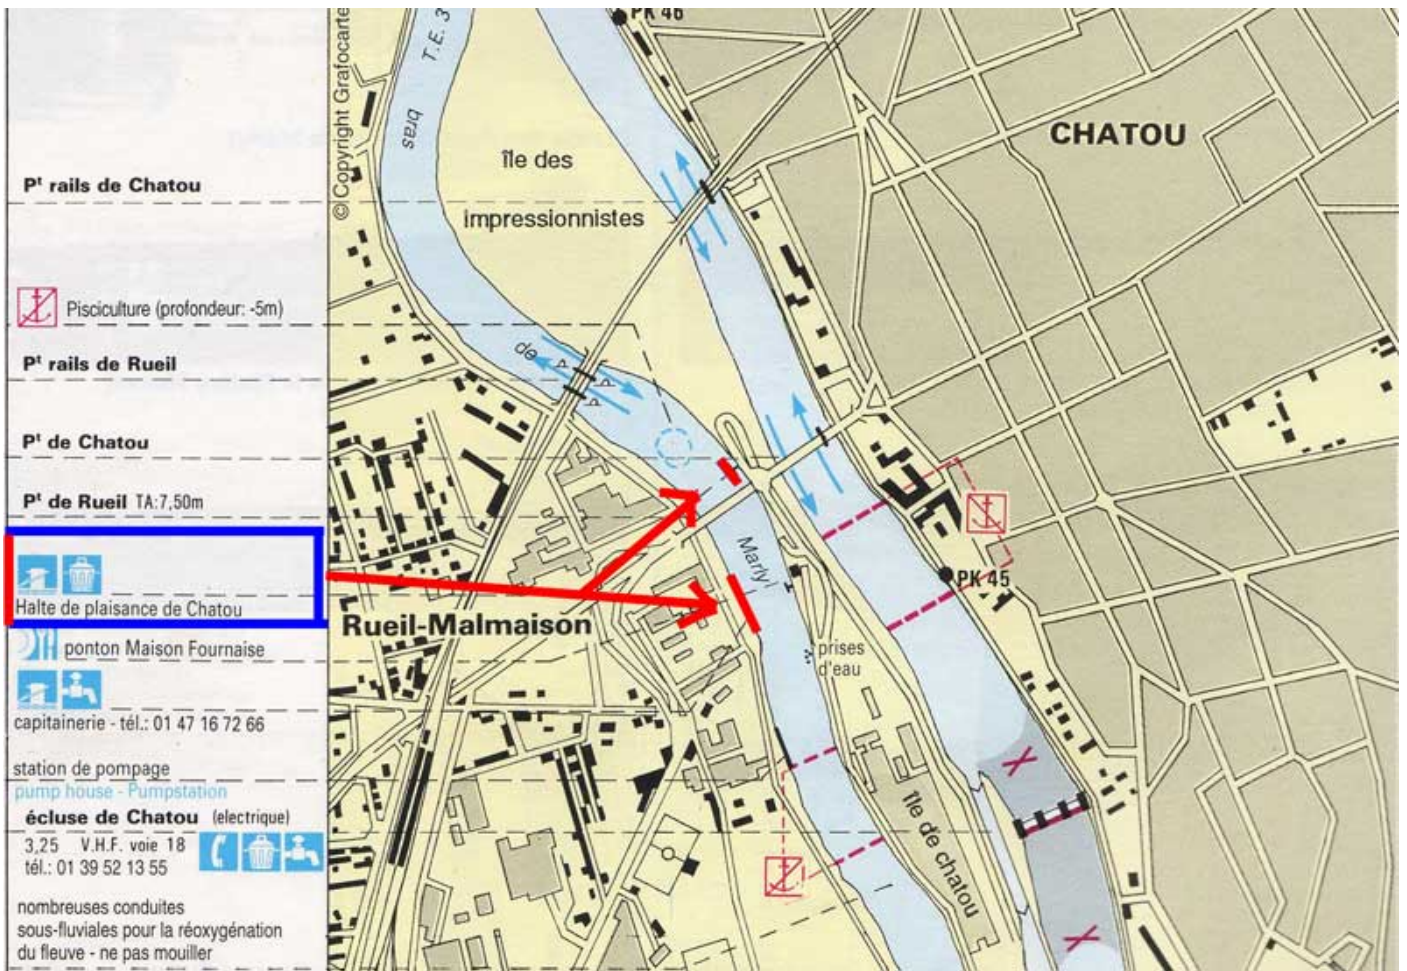 Pᵗ rails de Chatou
Pisciculture (profondeur: -5m)
Pᵗ rails de Rueil
Pᵗ de Chatou
Pᵗ de Rueil TA:7,50m
Halte de plaisance de Chatou
ponton Maison Fournaise
capitainerie - tél.: 01 47 16 72 66
station de pompage
pump house - Pumpstation
écluse de Chatou (electrique)
3,25 V.H.F. voie 18
tél.: 01 39 52 13 55
nombreuses conduites
sous-fluviales pour la réoxygénation
du fleuve - ne pas mouiller
© Copyright Grafocarte
T.E. 3
bras
PK 46
CHATOU
île des
impressionnistes
de
Marly
PK 45
Rueil-Malmaison
prises
d'eau
île de chatou